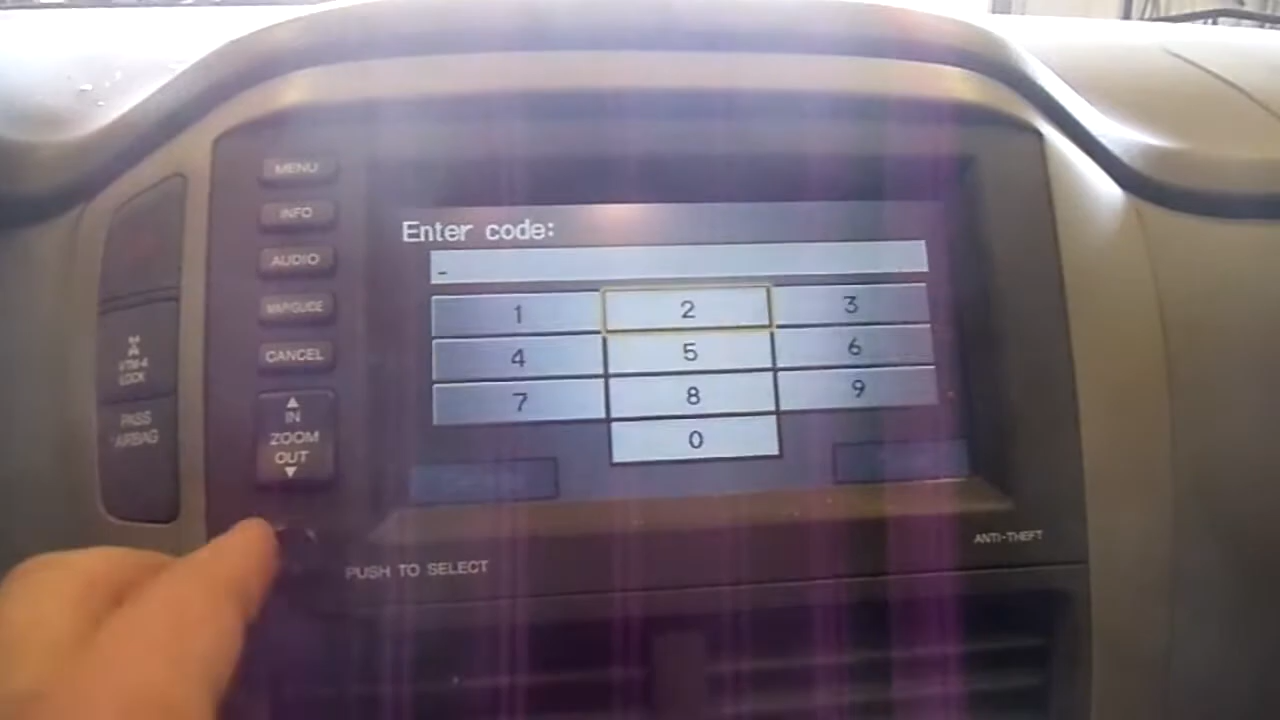 MENU
INFO
AUDIO
MAP/GUIDE
CANCEL
IN
ZOOM
OUT
VTM-4
LOCK
PASS
AIRBAG
Enter code:
_
1 2 3
4 5 6
7 8 9
0
PUSH TO SELECT
ANTI-THEFT